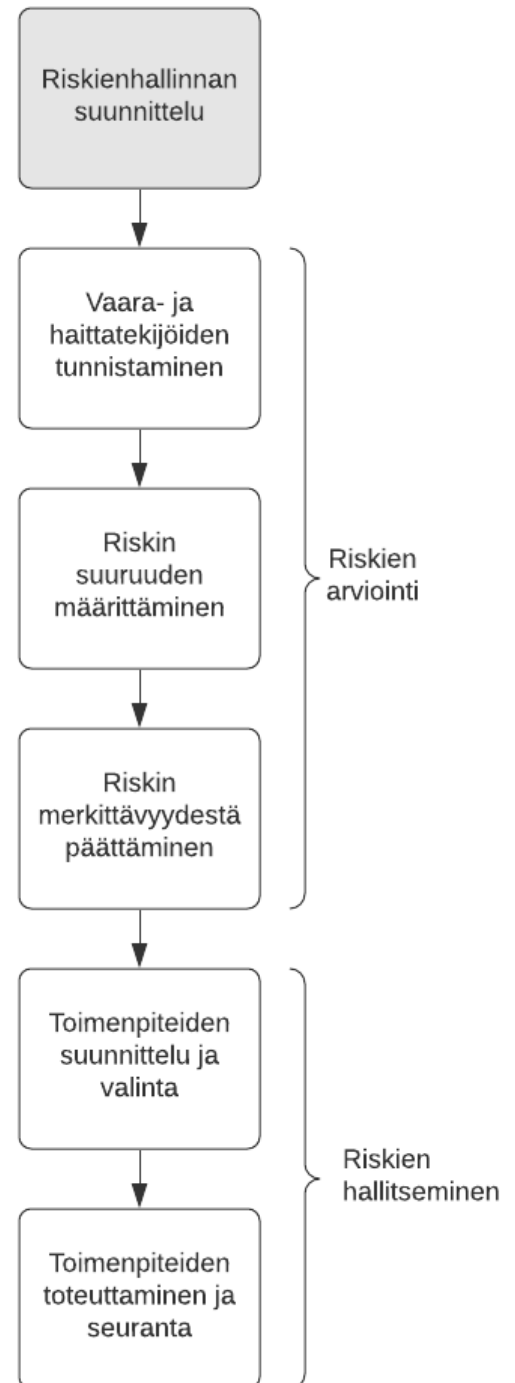 Riskienhallinnan
suunnittelu
Vaara- ja
haittatekijöiden
tunnistaminen
Riskin
suuruuden
määrittäminen
Riskien
arviointi
Riskin
merkittävyydestä
päättäminen
Toimenpiteiden
suunnittelu ja
valinta
Riskien
hallitseminen
Toimenpiteiden
toteuttaminen ja
seuranta